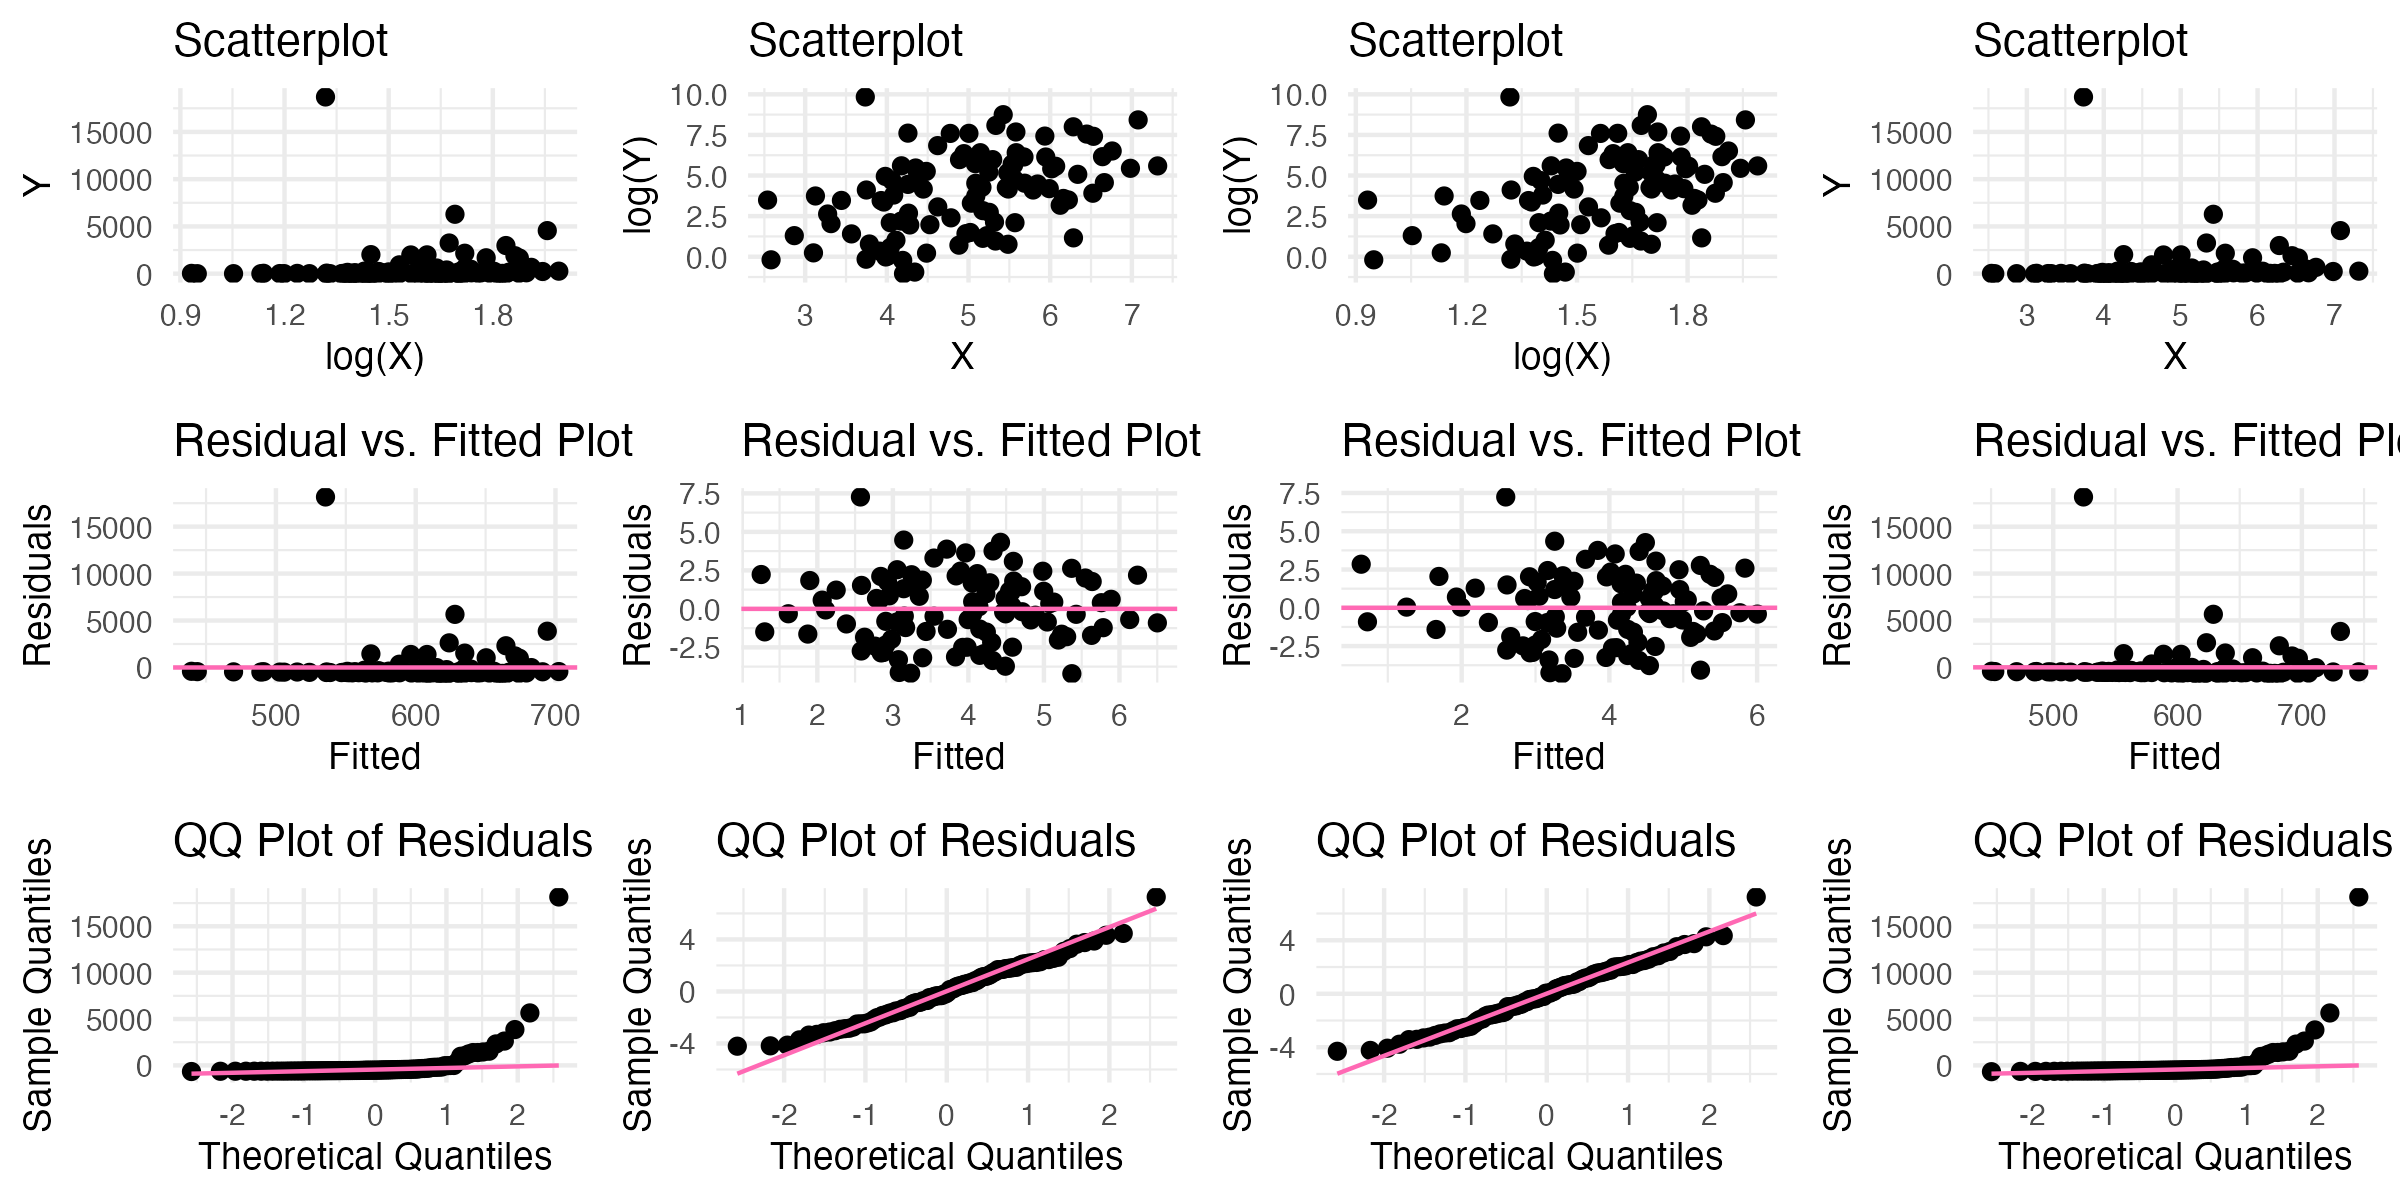 Scatterplot
Y
15000
10000
5000
0
0.9 1.2 1.5 1.8
log(X)
Scatterplot
log(Y)
10.0
7.5
5.0
2.5
0.0
3 4 5 6 7
X
Scatterplot
log(Y)
10.0
7.5
5.0
2.5
0.0
0.9 1.2 1.5 1.8
log(X)
Scatterplot
Y
15000
10000
5000
0
3 4 5 6 7
X
Residual vs. Fitted Plot
Residuals
15000
10000
5000
0
500 600 700
Fitted
Residual vs. Fitted Plot
Residuals
7.5
5.0
2.5
0.0
-2.5
1 2 3 4 5 6
Fitted
Residual vs. Fitted Plot
Residuals
7.5
5.0
2.5
0.0
-2.5
2 4 6
Fitted
Residual vs. Fitted Pl
Residuals
15000
10000
5000
0
500 600 700
Fitted
QQ Plot of Residuals
Sample Quantiles
15000
10000
5000
0
-2 -1 0 1 2
Theoretical Quantiles
QQ Plot of Residuals
Sample Quantiles
4
0
-4
-2 -1 0 1 2
Theoretical Quantiles
QQ Plot of Residuals
Sample Quantiles
4
0
-4
-2 -1 0 1 2
Theoretical Quantiles
QQ Plot of Residuals
Sample Quantiles
15000
10000
5000
0
-2 -1 0 1 2
Theoretical Quantiles